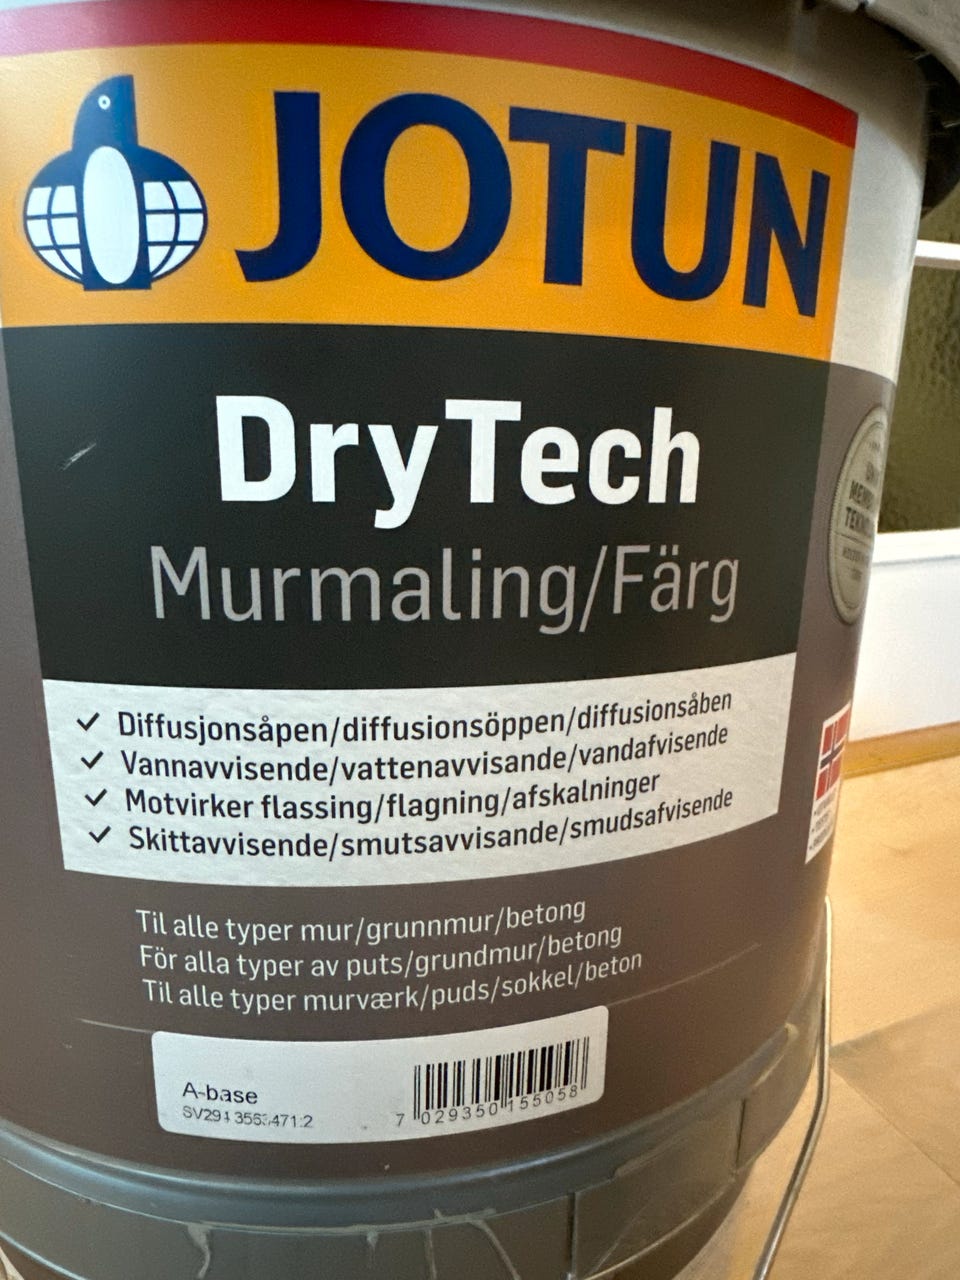 JOTUN
DryTech
Murmaling/Färg
✓ Diffusjonsåpen/diffusionsöppen/diffusionsåben
✓ Vannavvisende/vattenavvisande/vandafvisende
✓ Motvirker flassing/flagning/afskalninger
✓ Skittavvisende/smutsavvisande/smudsafvisende
Til alle typer mur/grunnmur/betong
För alla typer av puts/grundmur/betong
Til alle typer murværk/puds/sokkel/beton
A-base
7 029350 155058